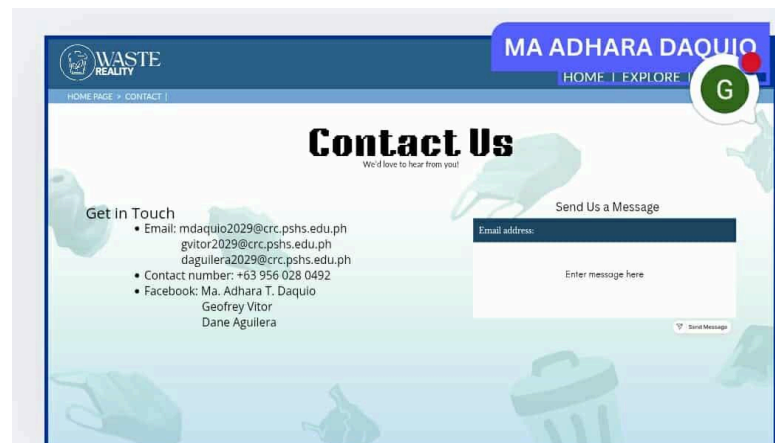 MA ADHARA DAQUIO
WASTE
REALITY
HOME | EXPLORE |
G
HOME PAGE > CONTACT |
Contact Us
We'd love to hear from you!
Get in Touch
• Email: mdaquio2029@crc.pshs.edu.ph
gvitor2029@crc.pshs.edu.ph
daguilera2029@crc.pshs.edu.ph
• Contact number: +63 956 028 0492
• Facebook: Ma. Adhara T. Daquio
Geofrey Vitor
Dane Aguilera
Send Us a Message
Email address:
Enter message here
Send Message